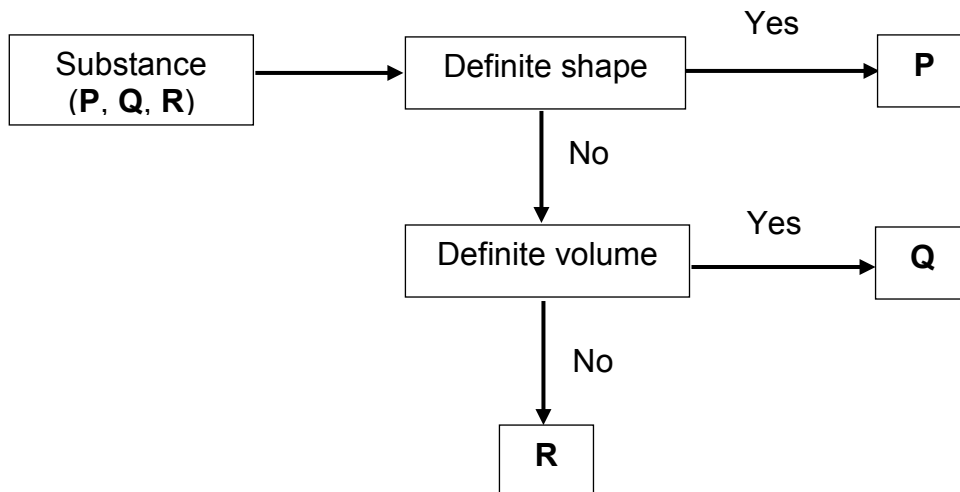 Substance
(P, Q, R)
Definite shape
Yes
P
No
Definite volume
Yes
Q
No
R